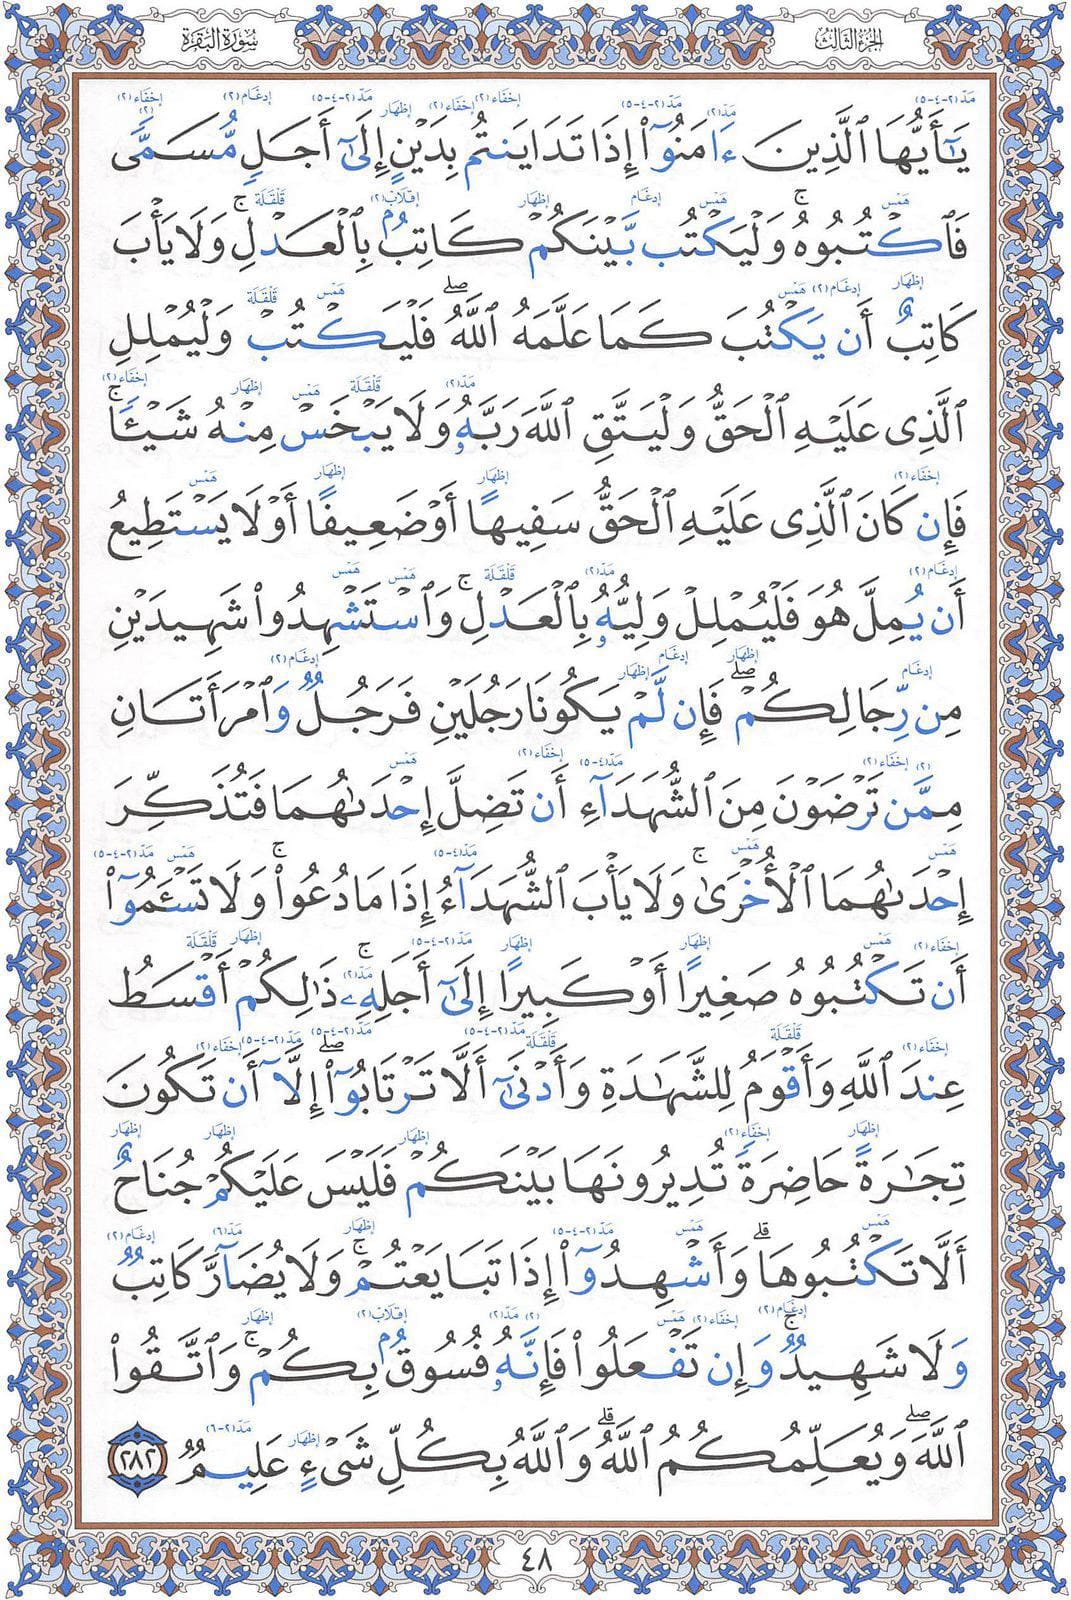 الجزء الثالث
سورة البقرة
يَٰٓأَيُّهَا ٱلَّذِينَ ءَامَنُوٓا۟ إِذَا تَدَايَنتُم بِدَيْنٍ إِلَىٰٓ أَجَلٍ مُّسَمًّى
فَٱكْتُبُوهُ ۚ وَلْيَكْتُب بَّيْنَكُمْ كَاتِبٌۢ بِٱلْعَدْلِ ۚ وَلَا يَأْبَ
كَاتِبٌ أَن يَكْتُبَ كَمَا عَلَّمَهُ ٱللَّهُ ۖ فَلْيَكْتُبْ وَلْيُمْلِلِ
ٱلَّذِى عَلَيْهِ ٱلْحَقُّ وَلْيَتَّقِ ٱللَّهَ رَبَّهُۥ وَلَا يَبْخَسْ مِنْهُ شَيْـًٔا ۚ
فَإِن كَانَ ٱلَّذِى عَلَيْهِ ٱلْحَقُّ سَفِيهًا أَوْ ضَعِيفًا أَوْ لَا يَسْتَطِيعُ
أَن يُمِلَّ هُوَ فَلْيُمْلِلْ وَلِيُّهُۥ بِٱلْعَدْلِ ۚ وَٱسْتَشْهِدُوا۟ شَهِيدَيْنِ
مِن رِّجَالِكُمْ ۖ فَإِن لَّمْ يَكُونَا رَجُلَيْنِ فَرَجُلٌ وَٱمْرَأَتَانِ
مِمَّن تَرْضَوْنَ مِنَ ٱلشُّهَدَآءِ أَن تَضِلَّ إِحْدَىٰهُمَا فَتُذَكِّرَ
إِحْدَىٰهُمَا ٱلْأُخْرَىٰ ۚ وَلَا يَأْبَ ٱلشُّهَدَآءُ إِذَا مَا دُعُوا۟ ۚ وَلَا تَسْـَٔمُوٓا۟
أَن تَكْتُبُوهُ صَغِيرًا أَوْ كَبِيرًا إِلَىٰٓ أَجَلِهِۦ ۚ ذَٰلِكُمْ أَقْسَطُ
عِندَ ٱللَّهِ وَأَقْوَمُ لِلشَّهَٰدَةِ وَأَدْنَىٰٓ أَلَّا تَرْتَابُوٓا۟ ۖ إِلَّآ أَن تَكُونَ
تِجَٰرَةً حَاضِرَةً تُدِيرُونَهَا بَيْنَكُمْ فَلَيْسَ عَلَيْكُمْ جُنَاحٌ
أَلَّا تَكْتُبُوهَا ۗ وَأَشْهِدُوٓا۟ إِذَا تَبَايَعْتُمْ ۚ وَلَا يُضَآرَّ كَاتِبٌ
وَلَا شَهِيدٌ ۚ وَإِن تَفْعَلُوا۟ فَإِنَّهُۥ فُسُوقٌۢ بِكُمْ ۗ وَٱتَّقُوا۟
ٱللَّهَ ۖ وَيُعَلِّمُكُمُ ٱللَّهُ ۗ وَٱللَّهُ بِكُلِّ شَىْءٍ عَلِيمٌ ٢٨٢
٤٨